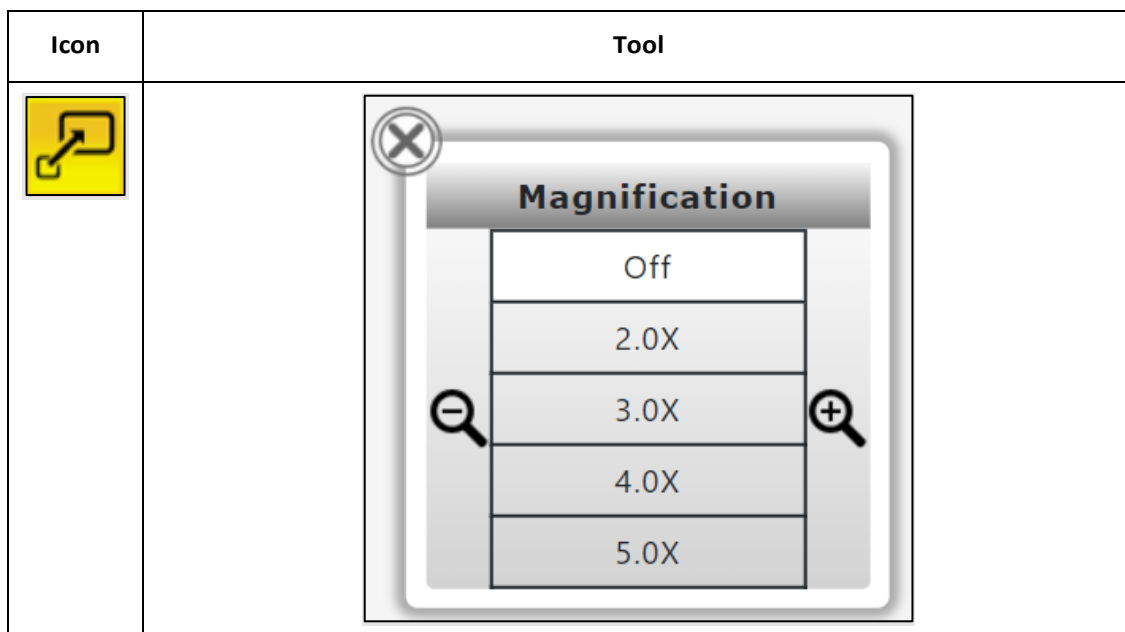 Icon
Tool
Magnification
Off
2.0X
3.0X
4.0X
5.0X